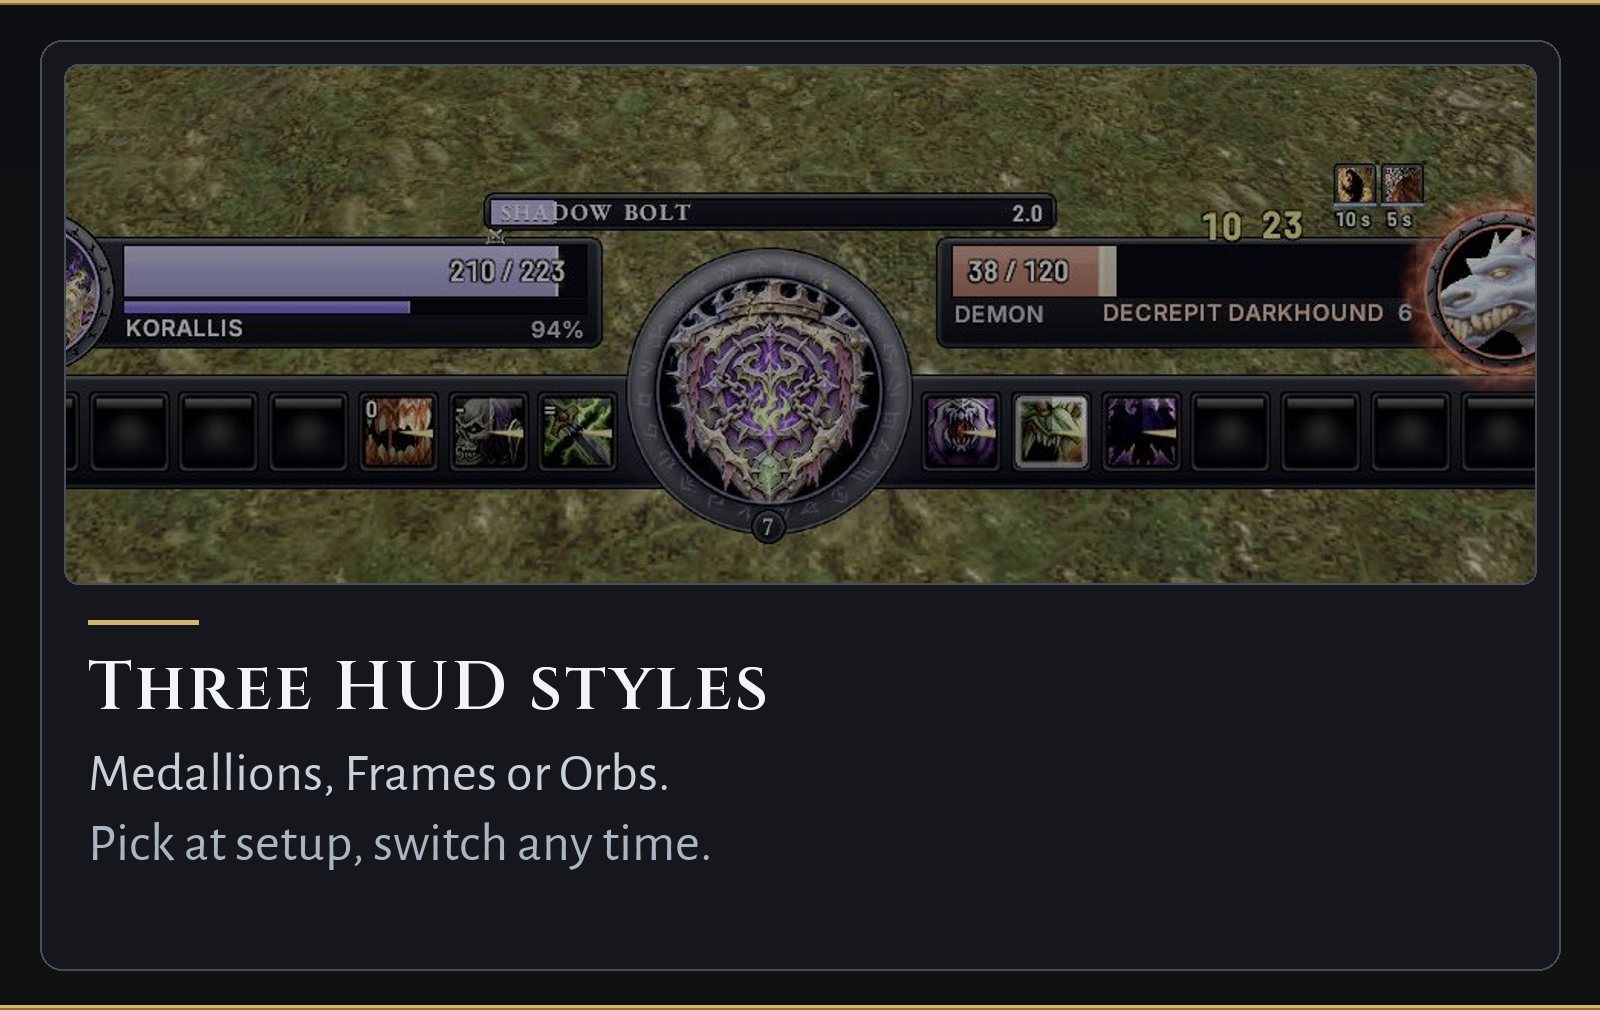 SHADOW BOLT 2.0
10 s 5 s
10 23
210 / 223
38 / 120
KORALLIS 94%
DEMON DECREPIT DARKHOUND 6
0 - =
7
Three HUD styles
Medallions, Frames or Orbs.
Pick at setup, switch any time.